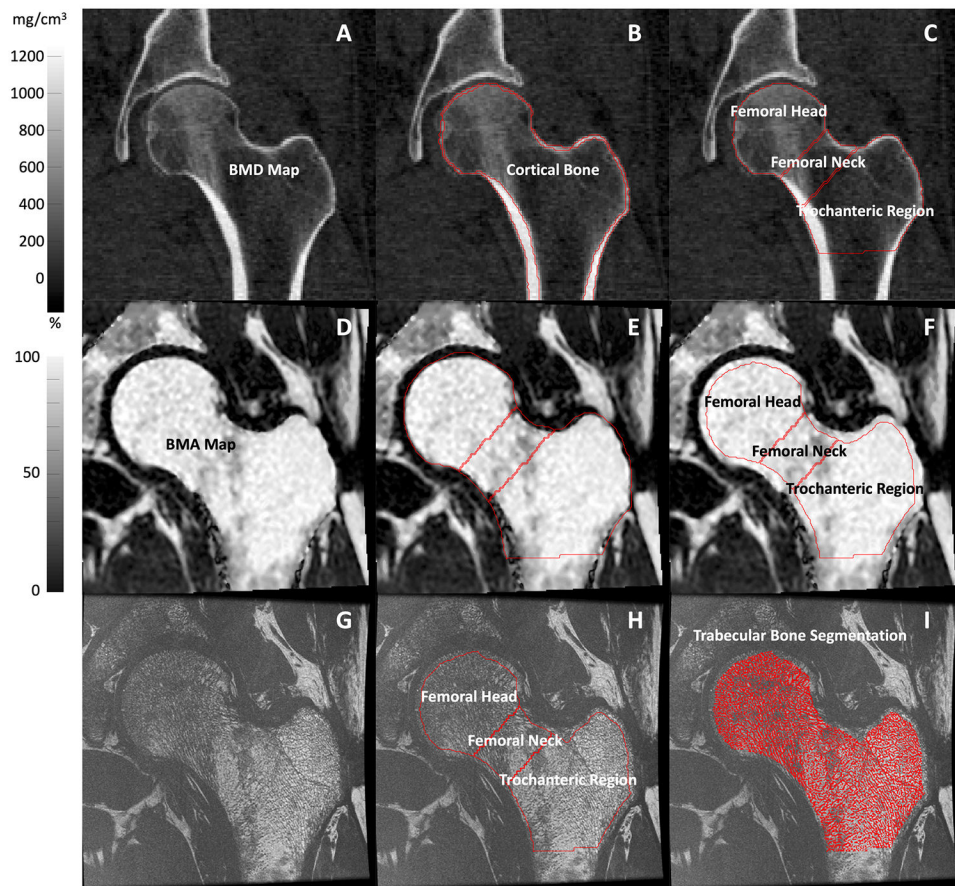 mg/cm³
1200
1000
800
600
400
200
0
A
BMD Map
B
Cortical Bone
C
Femoral Head
Femoral Neck
Trochanteric Region
%
100
50
0
D
BMA Map
E
F
Femoral Head
Femoral Neck
Trochanteric Region
G
H
Femoral Head
Femoral Neck
Trochanteric Region
Trabecular Bone Segmentation I